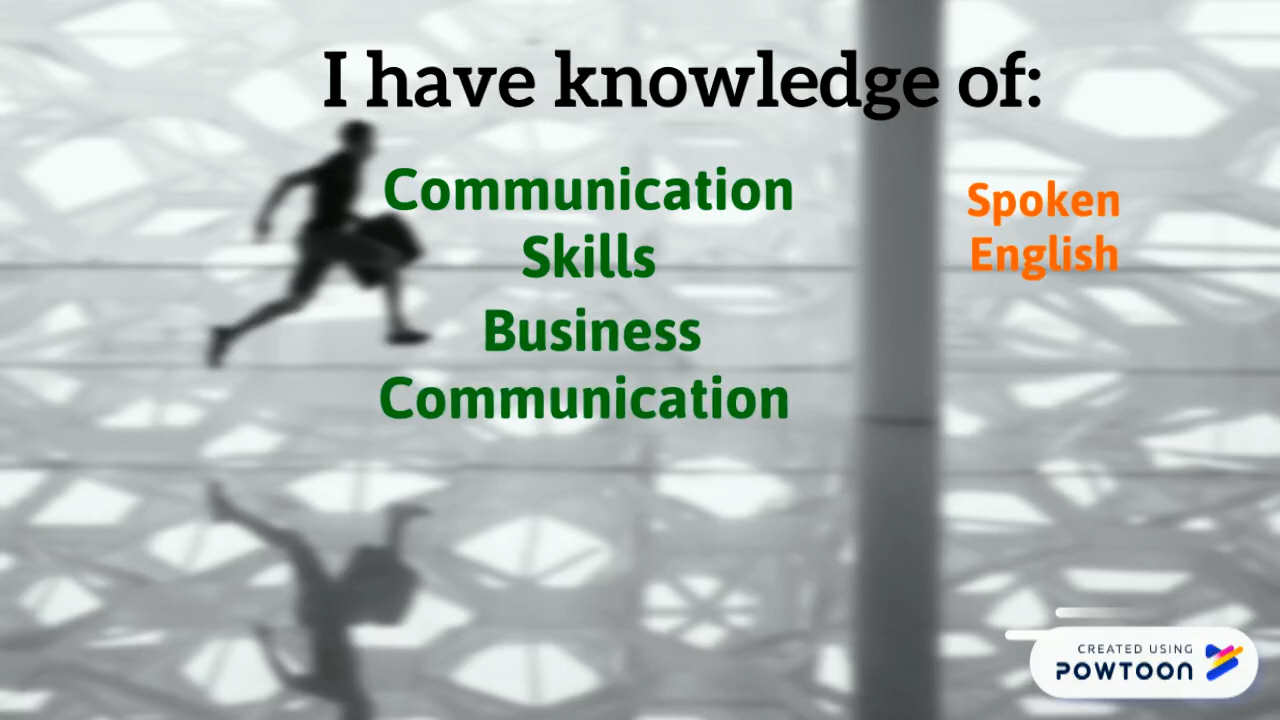 I have knowledge of:
Communication
Skills
Business
Communication
Spoken
English
CREATED USING
POWTOON